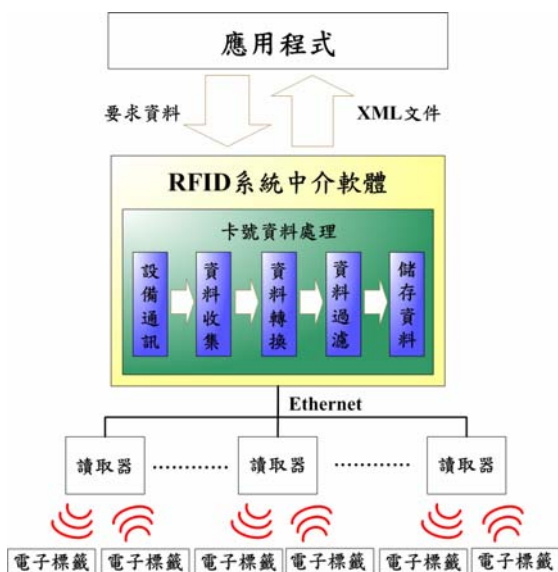 應用程式
要求資料
XML文件
RFID系統中介軟體
卡號資料處理
設備通訊
資料收集
資料轉換
資料過濾
儲存資料
Ethernet
讀取器
讀取器
讀取器
電子標籤
電子標籤
電子標籤
電子標籤
電子標籤
電子標籤